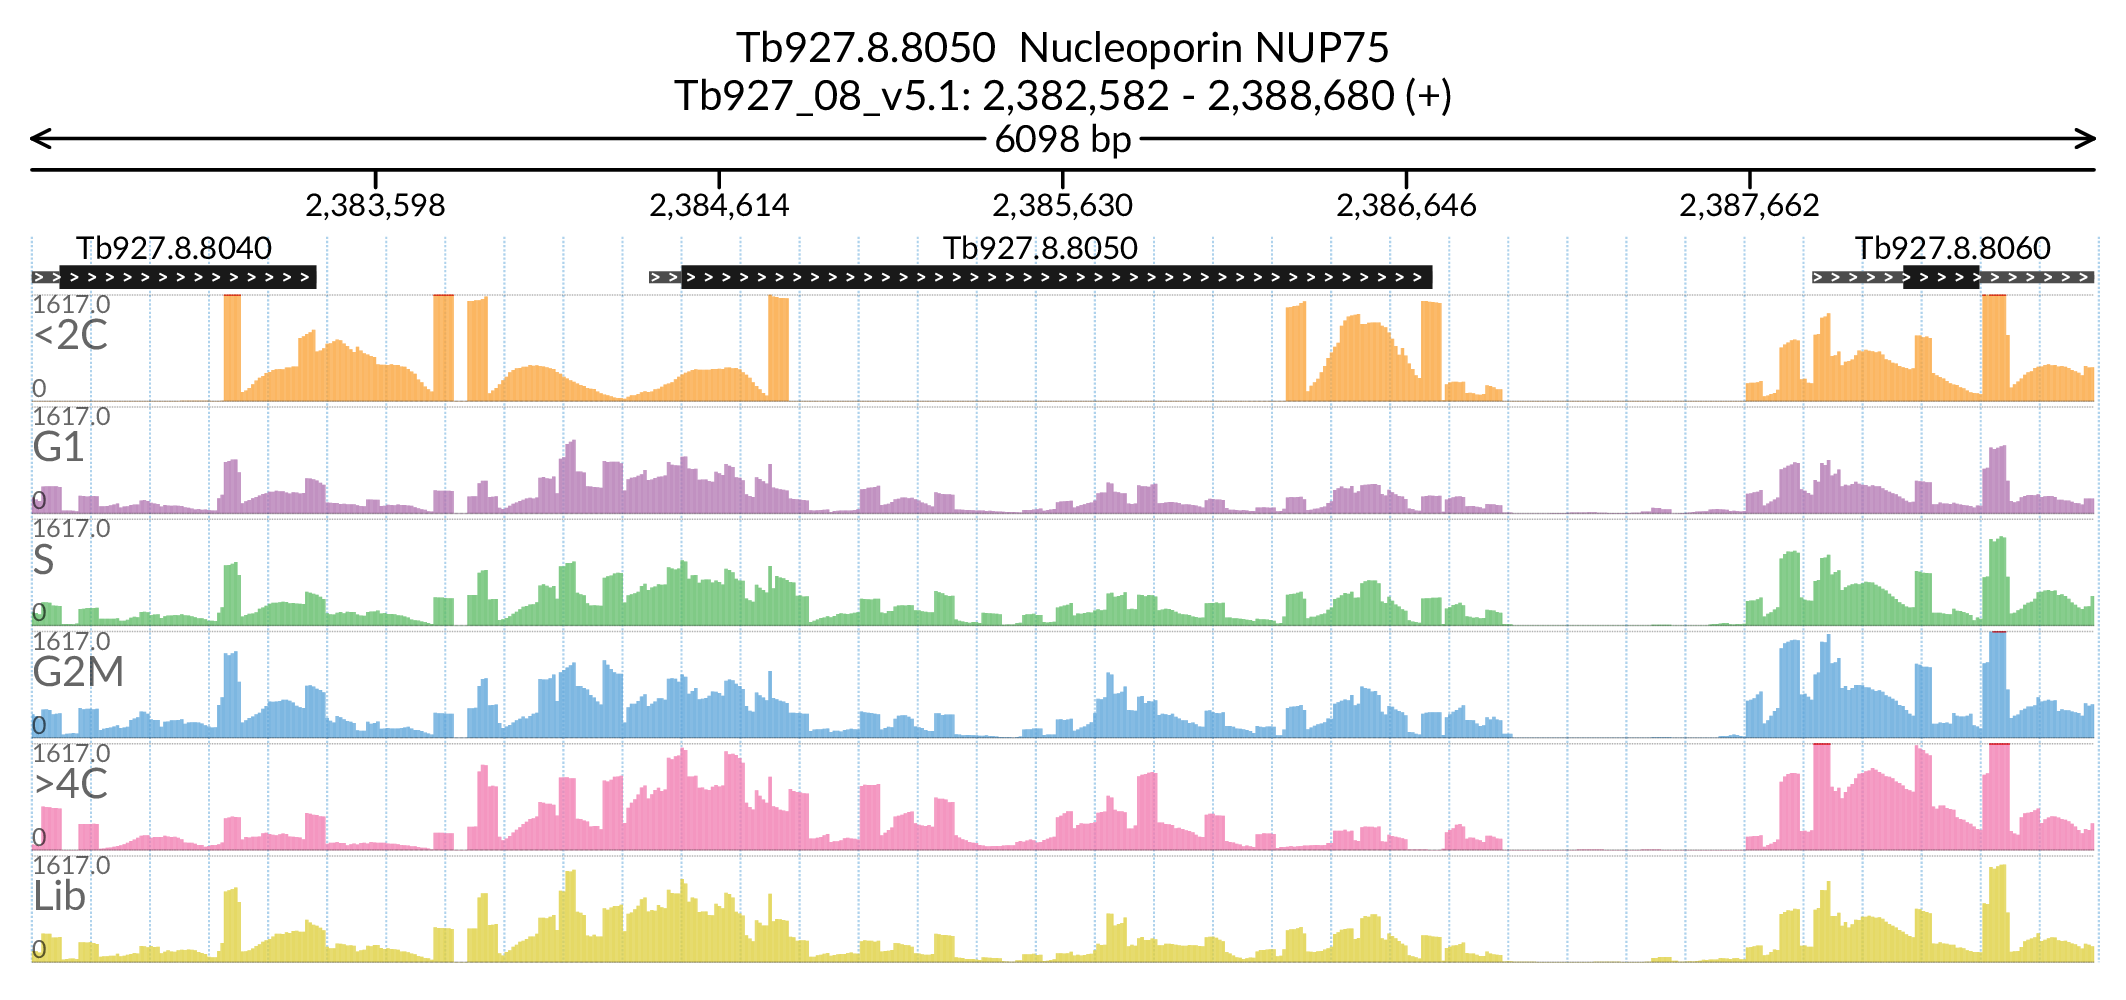 Tb927.8.8050 Nucleoporin NUP75
Tb927_08_v5.1: 2,382,582 - 2,388,680 (+)
6098 bp
2,383,598 2,384,614 2,385,630 2,386,646 2,387,662
Tb927.8.8040 Tb927.8.8050 Tb927.8.8060
1617.0
<2C
0
1617.0
G1
0
1617.0
S
0
1617.0
G2M
0
1617.0
>4C
0
1617.0
Lib
0